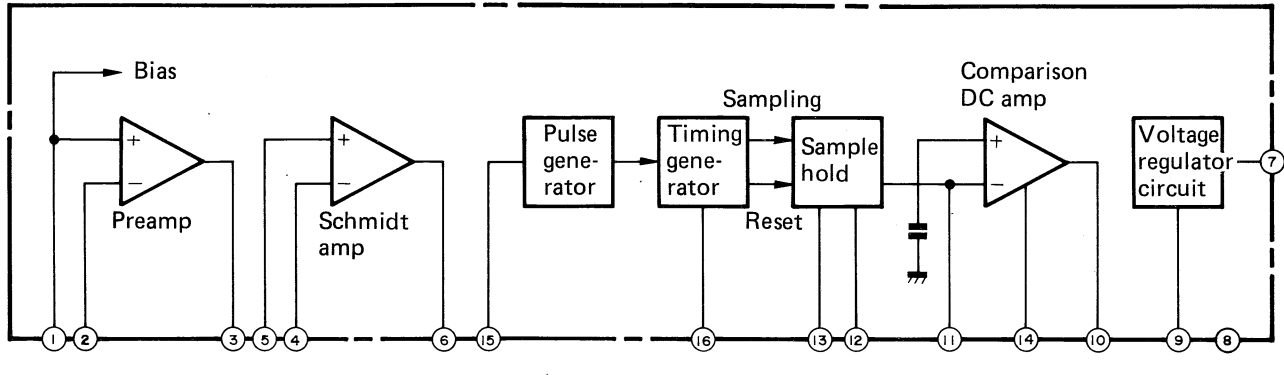 Bias
Preamp
Schmidt
amp
Pulse
gene-
rator
Timing
gene-
rator
Sampling
Reset
Sample
hold
Comparison
DC amp
Voltage
regulator
circuit
+
−
+
−
+
−
7
1
2
3
5
4
6
15
16
13
12
11
14
10
9
8